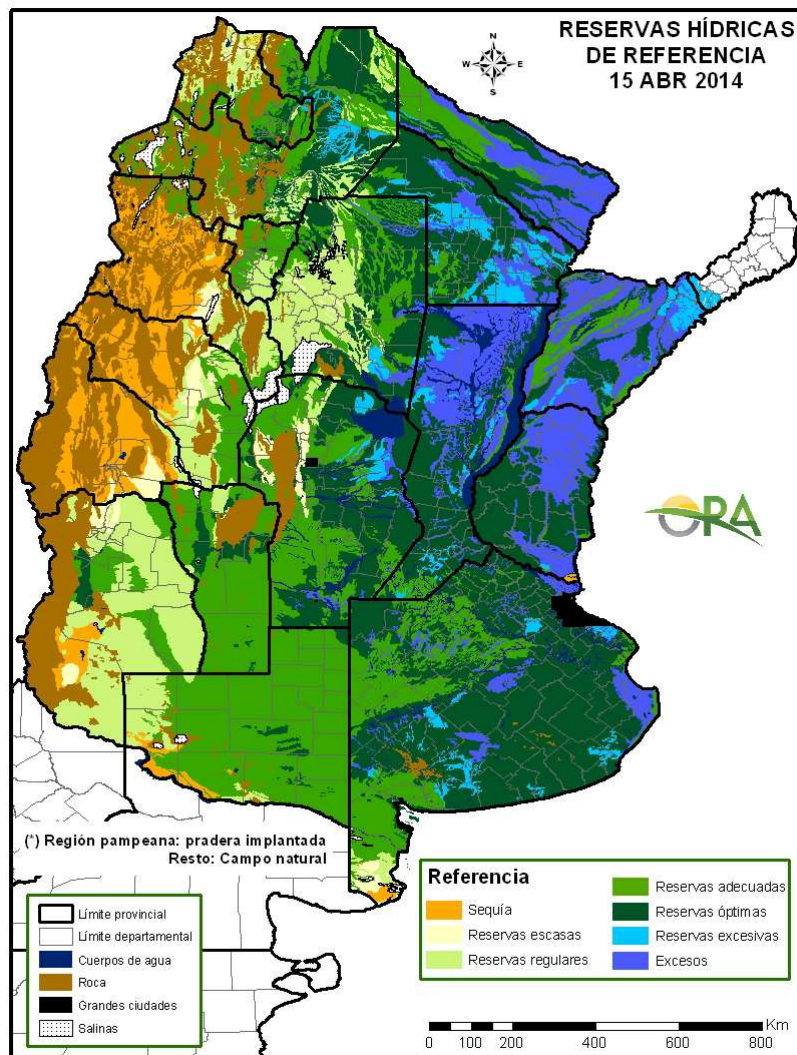 RESERVAS HÍDRICAS
DE REFERENCIA
15 ABR 2014
N
W E
S
OPA
(*) Región pampeana: pradera implantada
Resto: Campo natural
Límite provincial
Límite departamental
Cuerpos de agua
Roca
Grandes ciudades
Salinas
Referencia
Sequía
Reservas escasas
Reservas regulares
Reservas adecuadas
Reservas óptimas
Reservas excesivas
Excesos
Km
0 100 200 400 600 800